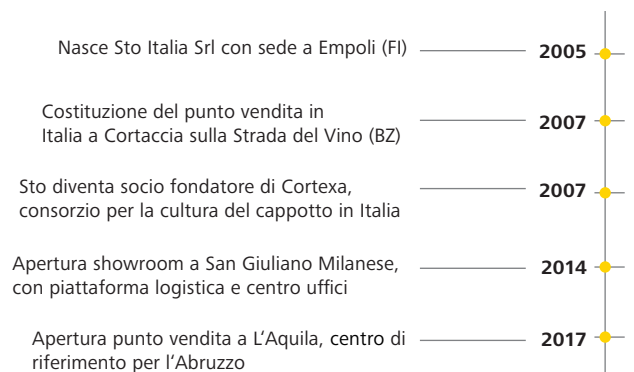 Nasce Sto Italia Srl con sede a Empoli (FI) 2005
Costituzione del punto vendita in
Italia a Cortaccia sulla Strada del Vino (BZ) 2007
Sto diventa socio fondatore di Cortexa, 2007
consorzio per la cultura del cappotto in Italia
Apertura showroom a San Giuliano Milanese, 2014
con piattaforma logistica e centro uffici
Apertura punto vendita a L'Aquila, centro di 2017
riferimento per l'Abruzzo